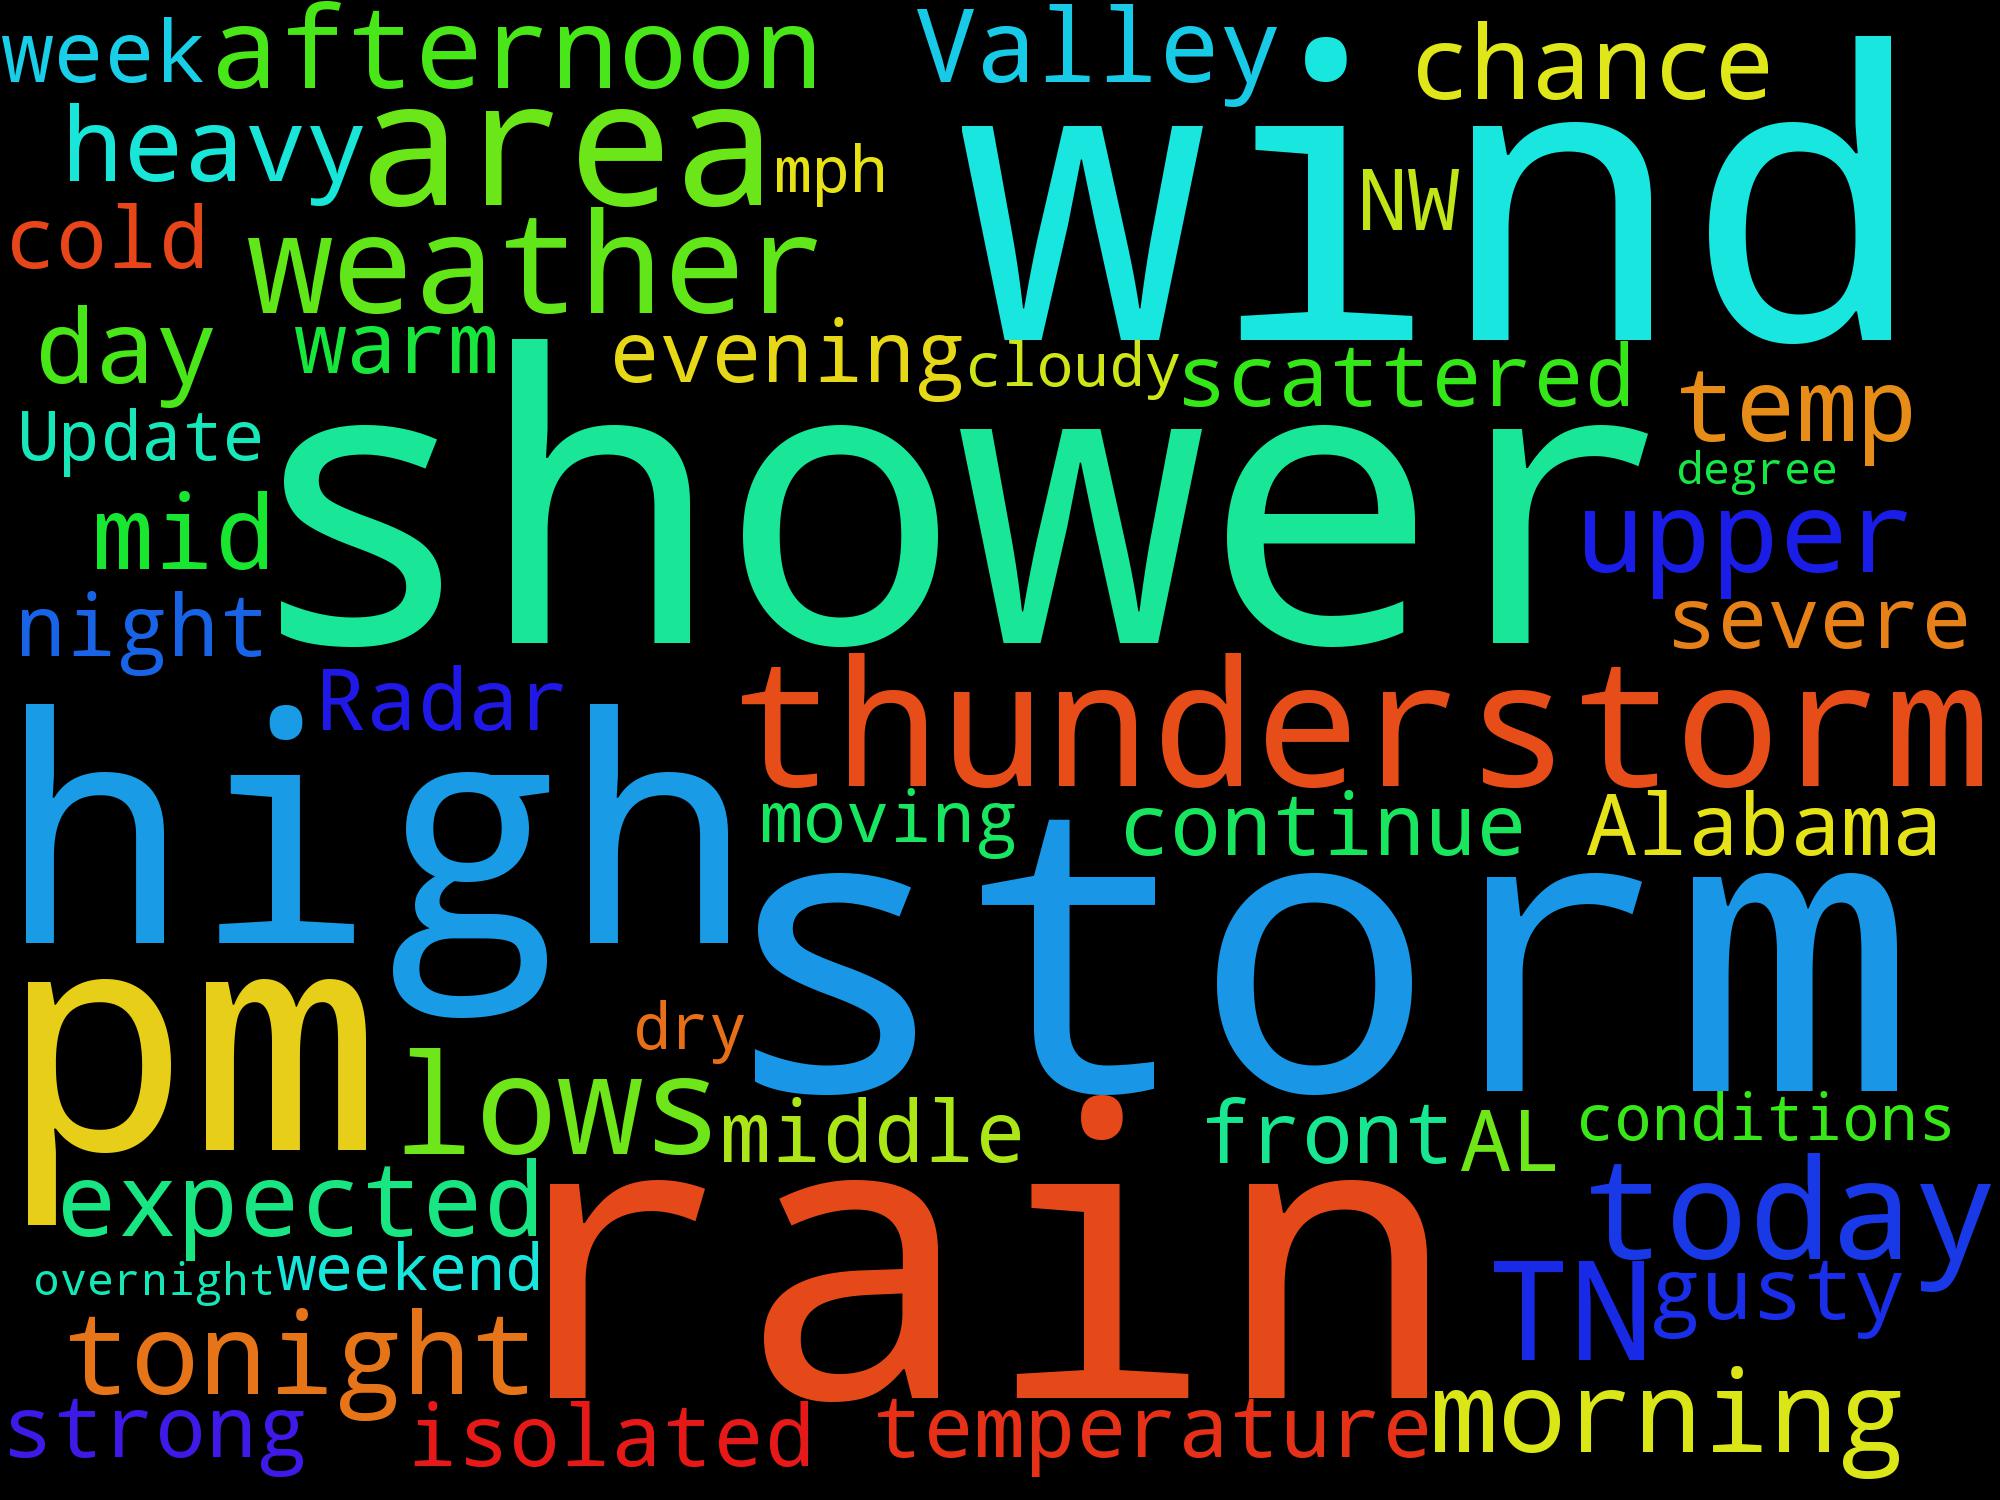 week afternoon Valley chance
heavy area mph wind NW
cold weather
day warm evening cloudy scattered temp
Update shower degree
mid upper
night severe
Radar thunderstorm
high moving continue Alabama
storm
pm dry
lows middle front AL conditions
expected rain today
overnight weekend TN gusty
tonight morning
strong isolated temperature